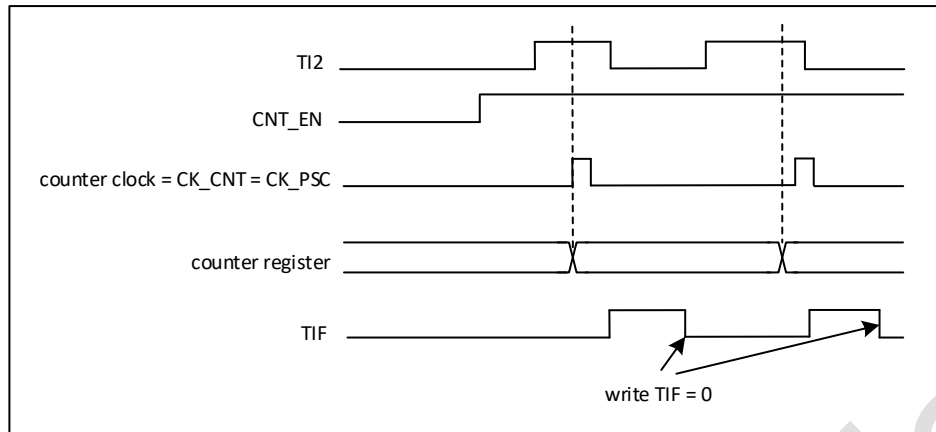 TI2
CNT_EN
counter clock = CK_CNT = CK_PSC
counter register
TIF
write TIF = 0